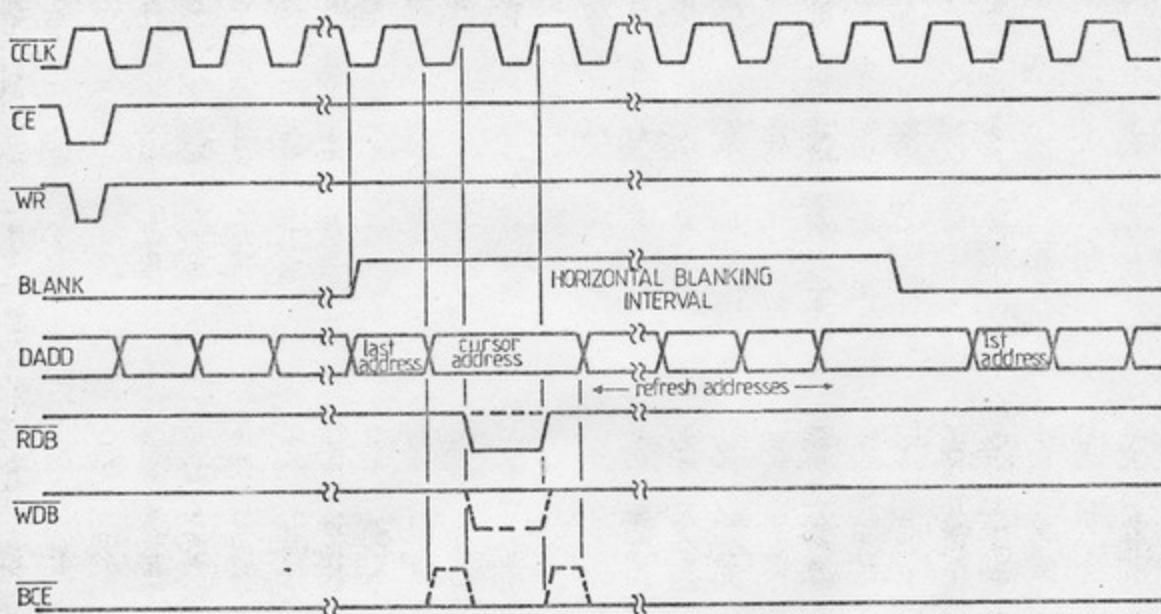 CCLK
CE
WR
BLANK
HORIZONTAL BLANKING
INTERVAL
DADD
last
address
cursor
address
1st
address
refresh addresses
RDB
WDB
BCE